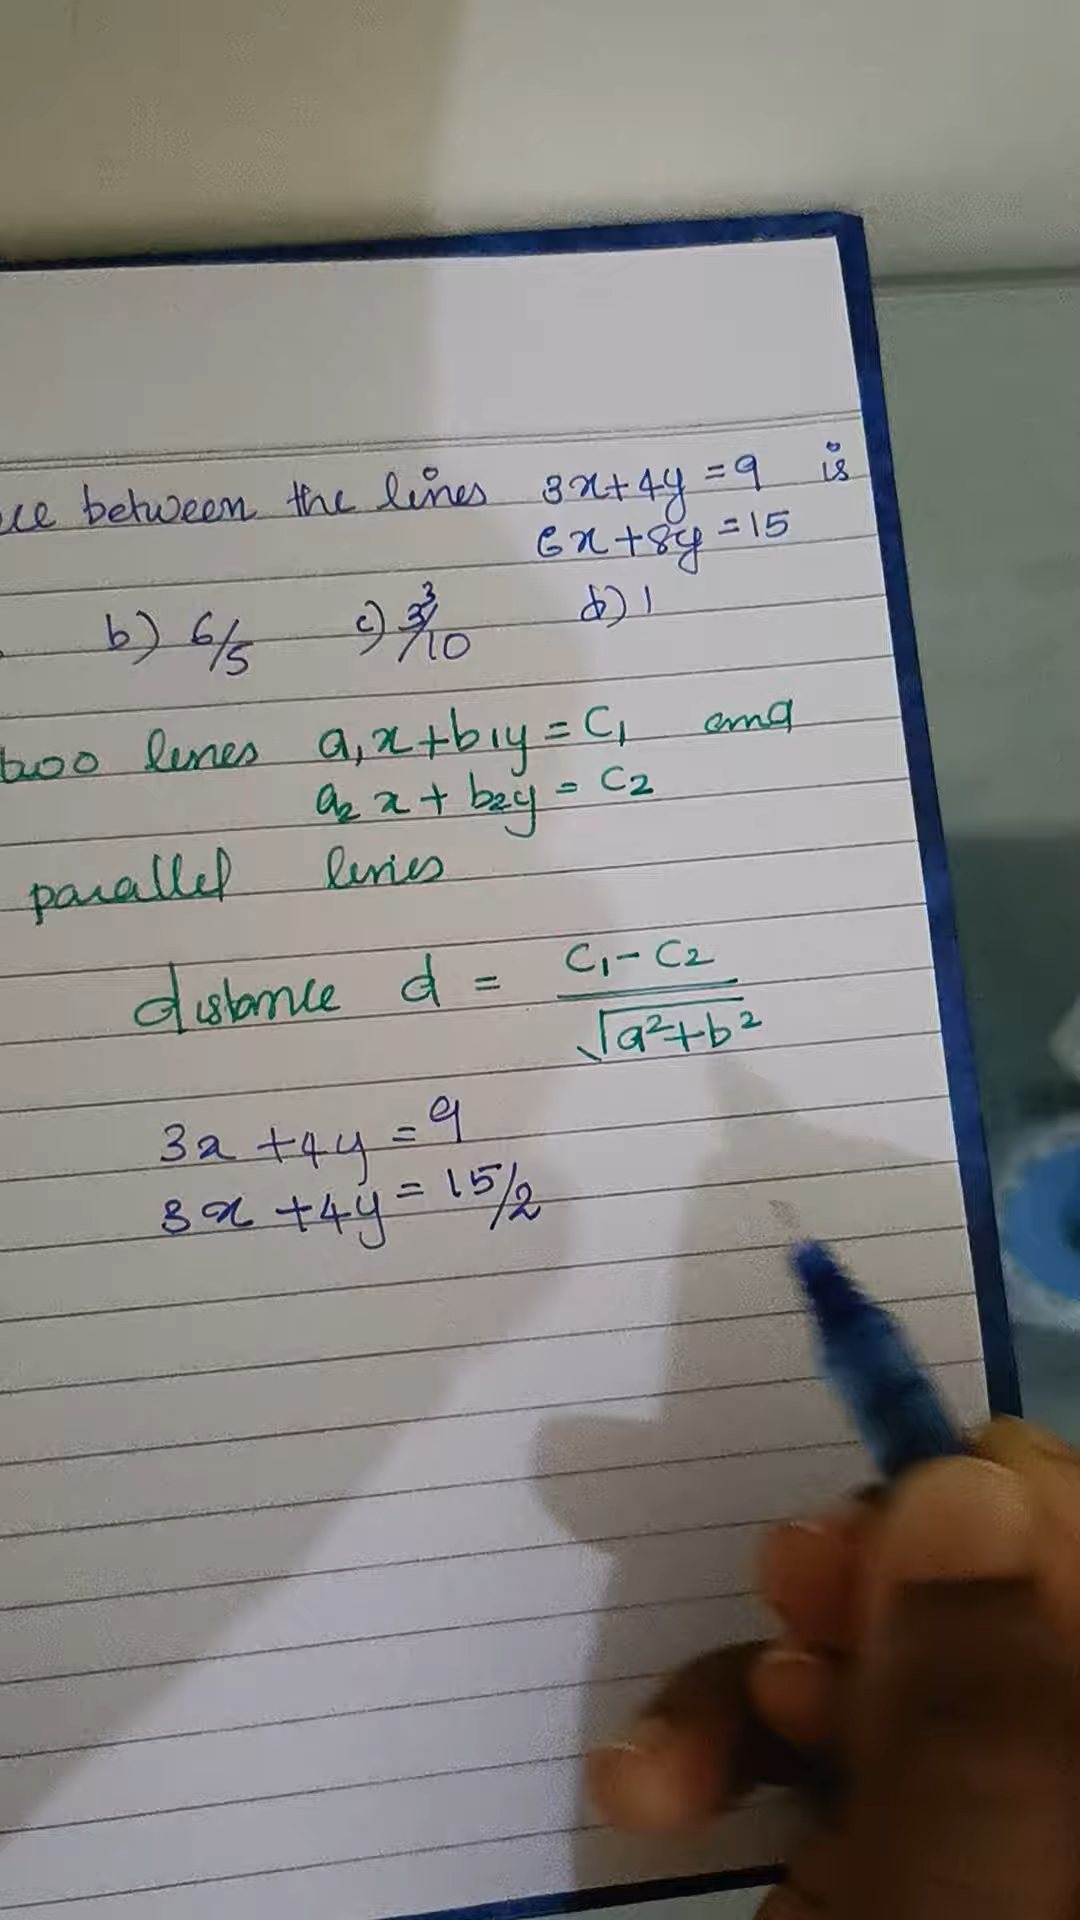 between the lines 3x+4y=9 is
6x+8y=15
b) 6/5 c) 3/10 d) 1
two lines a₁x+b₁y=C₁ and
a₂x+b₂y=C₂
parallel lines
distance d = C₁-C₂/√a²+b²
3x+4y=9
3x+4y=15/2